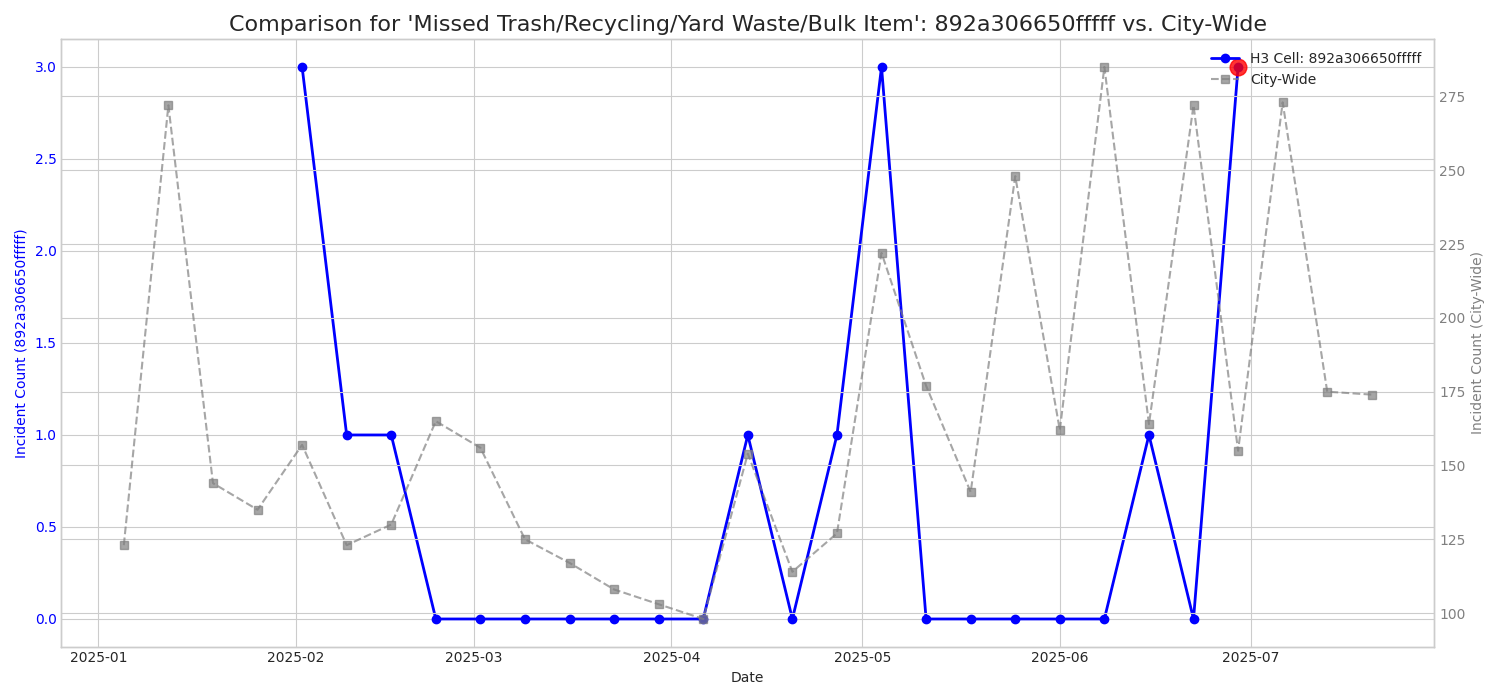 Comparison for 'Missed Trash/Recycling/Yard Waste/Bulk Item': 892a306650fffff vs. City-Wide
H3 Cell: 892a306650fffff
City-Wide
Incident Count (892a306650fffff)
3.0
2.5
2.0
1.5
1.0
0.5
0.0
275
250
225
200
175
150
125
100
Incident Count (City-Wide)
2025-01 2025-02 2025-03 2025-04 2025-05 2025-06 2025-07
Date